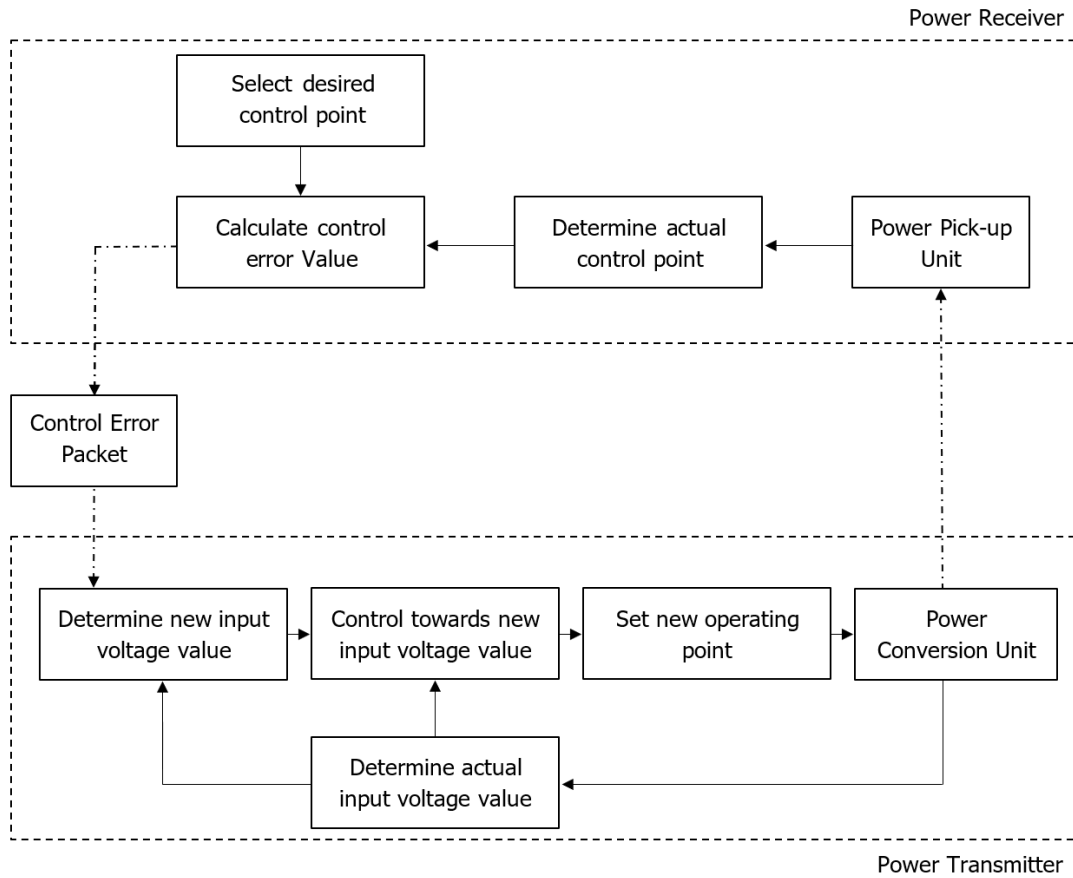 Power Receiver
Select desired
control point
Calculate control
error Value
Determine actual
control point
Power Pick-up
Unit
Control Error
Packet
Determine new input
voltage value
Control towards new
input voltage value
Set new operating
point
Power
Conversion Unit
Determine actual
input voltage value
Power Transmitter